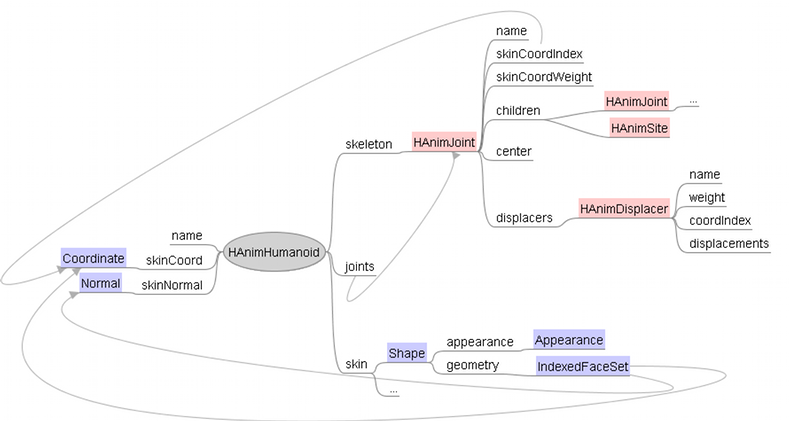 name
skinCoordIndex
skinCoordWeight
children
HAnimJoint
...
HAnimSite
skeleton
HAnimJoint
center
name
HAnimDisplacer
weight
displacers
coordIndex
displacements
name
HAnimHumanoid
Coordinate
skinCoord
joints
Normal
skinNormal
appearance
Appearance
Shape
skin
geometry
IndexedFaceSet
...